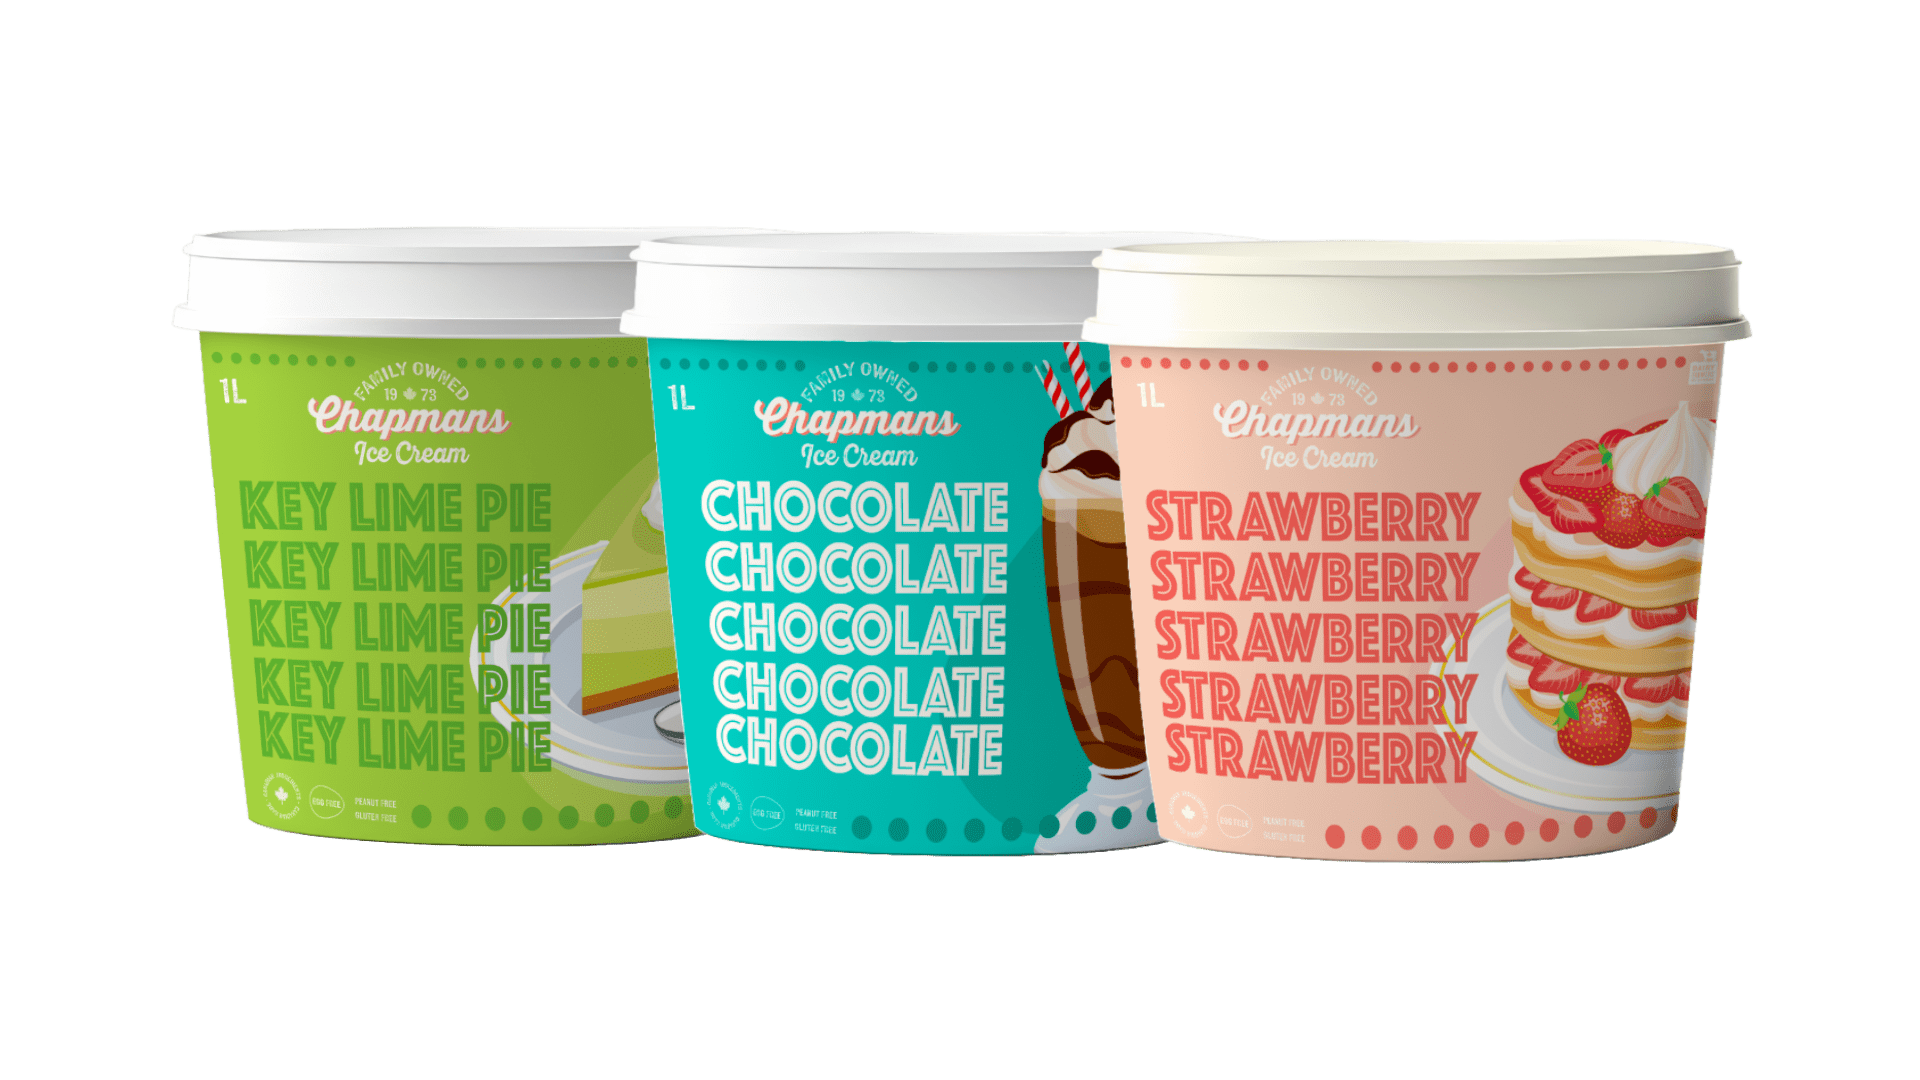 1L
FAMILY OWNED
19 73
Chapmans
Ice Cream
KEY LIME PIE
KEY LIME PIE
KEY LIME PIE
KEY LIME PIE
KEY LIME PIE
EGG FREE
PEANUT FREE
GLUTEN FREE
1L
FAMILY OWNED
19 73
Chapmans
Ice Cream
CHOCOLATE
CHOCOLATE
CHOCOLATE
CHOCOLATE
CHOCOLATE
EGG FREE
PEANUT FREE
GLUTEN FREE
1L
FAMILY OWNED
19 73
Chapmans
Ice Cream
STRAWBERRY
STRAWBERRY
STRAWBERRY
STRAWBERRY
STRAWBERRY
EGG FREE
PEANUT FREE
GLUTEN FREE